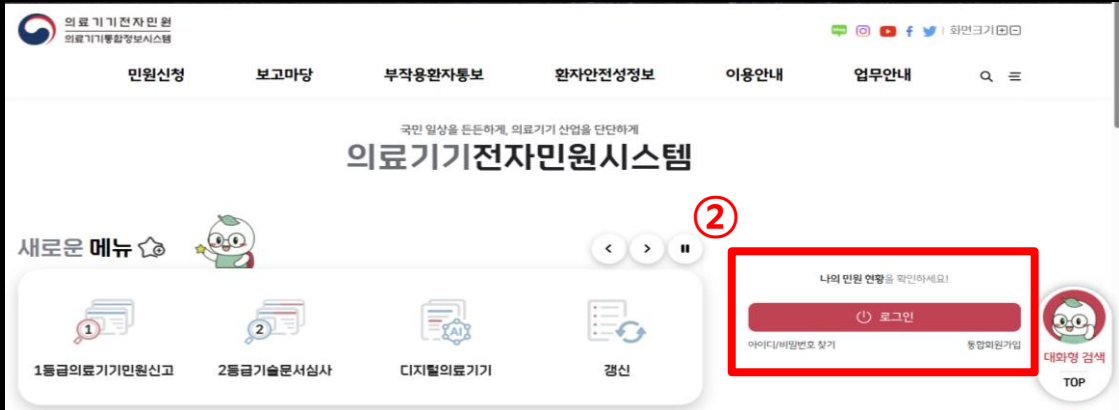 의료기기전자민원
의료기기통합정보시스템
blog
화면크기
민원신청 보고마당 부작용환자통보 환자안전성정보 이용안내 업무안내
국민 일상을 든든하게, 의료기기 산업을 단단하게
의료기기전자민원시스템
②
새로운 메뉴
나의 민원 현황을 확인하세요!
로그인
아이디/비밀번호 찾기 통합회원가입
1 2 AI
1등급의료기기민원신고 2등급기술문서심사 디지털의료기기 갱신
대화형 검색
TOP